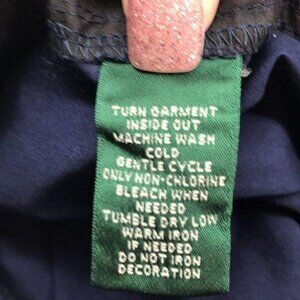 TURN GARMENT
INSIDE OUT
MACHINE WASH
COLD
GENTLE CYCLE
ONLY NON-CHLORINE
BLEACH WHEN
NEEDED
TUMBLE DRY LOW
WARM IRON
IF NEEDED
DO NOT IRON
DECORATION